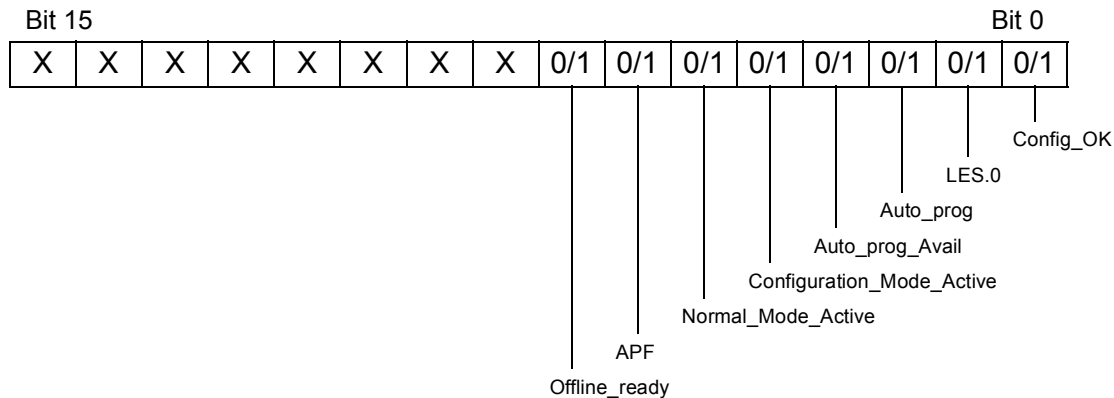 Bit 15 Bit 0
X X X X X X X X 0/1 0/1 0/1 0/1 0/1 0/1 0/1 0/1
Config_OK
LES.0
Auto_prog
Auto_prog_Avail
Configuration_Mode_Active
Normal_Mode_Active
APF
Offline_ready